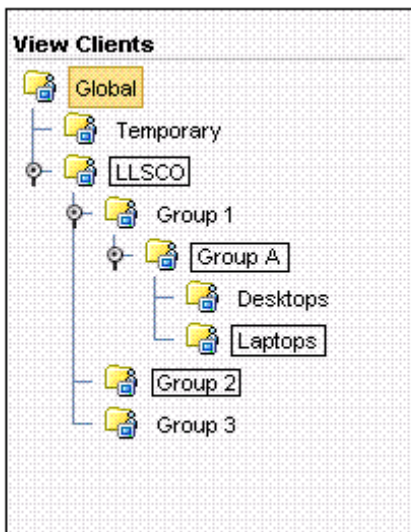 View Clients
Global
Temporary
LLSCO
Group 1
Group A
Desktops
Laptops
Group 2
Group 3